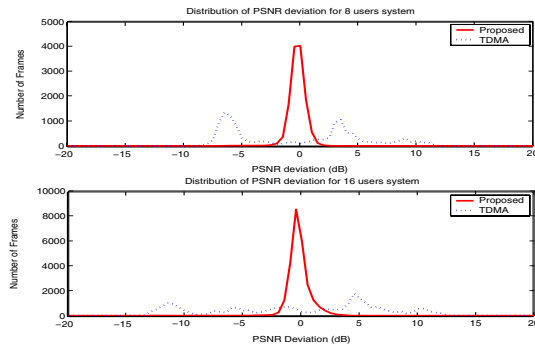 Distribution of PSNR deviation for 8 users system
5000
4000
3000
2000
1000
0
Number of Frames
Proposed
TDMA
−20 −15 −10 −5 0 5 10 15 20
PSNR deviation (dB)
Distribution of PSNR deviation for 16 users system
10000
8000
6000
4000
2000
0
Number of Frames
Proposed
TDMA
−20 −15 −10 −5 0 5 10 15 20
PSNR Deviation (dB)